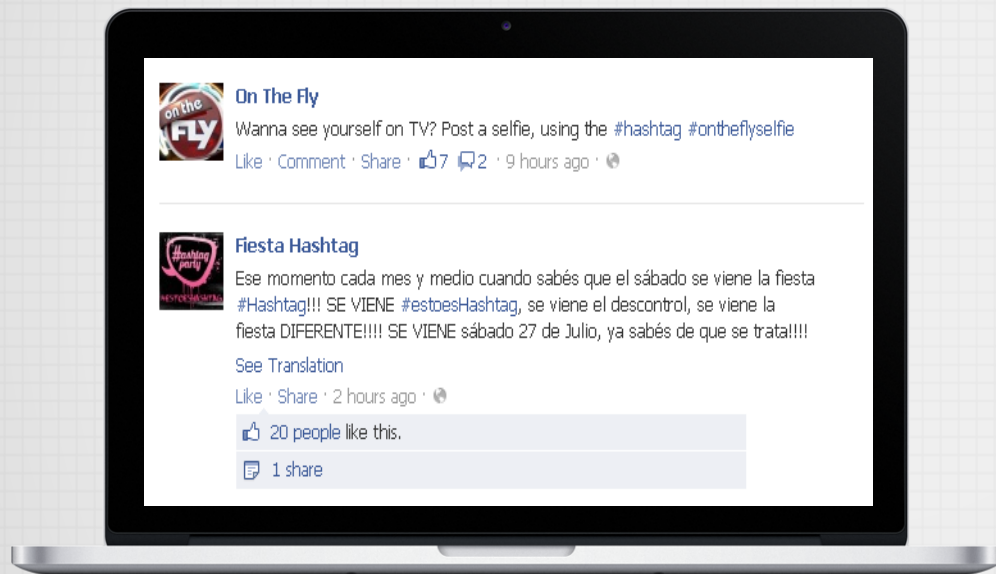 on the
FLY
On The Fly
Wanna see yourself on TV? Post a selfie, using the #hashtag #ontheflyselfie
Like · Comment · Share · 7 2 · 9 hours ago ·
#Hashtag
party
#ESTOESHASHTAG
Fiesta Hashtag
Ese momento cada mes y medio cuando sabés que el sábado se viene la fiesta
#Hashtag!!! SE VIENE #estoesHashtag, se viene el descontrol, se viene la
fiesta DIFERENTE!!!! SE VIENE sábado 27 de Julio, ya sabés de que se trata!!!!
See Translation
Like · Share · 2 hours ago ·
20 people like this.
1 share